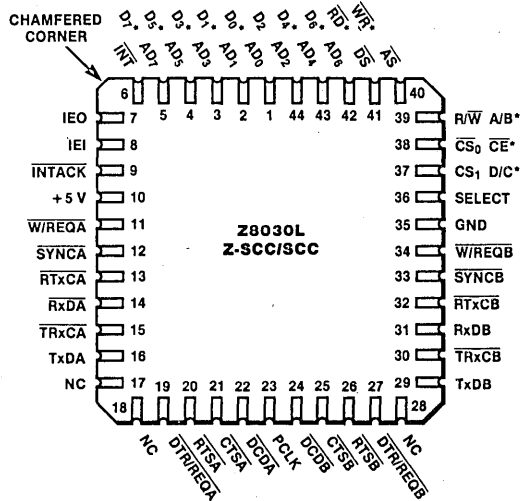 CHAMFERED
CORNER
D7* D5* D3* D1* D0* D2 D4* D6* RD* WR*
INT AD7 AD5 AD3 AD1 AD0 AD2 AD4 AD6 DS AS
6 5 4 3 2 1 44 43 42 41 40
IEO 7
IEI 8
INTACK 9
+5 V 10
W/REQA 11
SYNCA 12
RTxCA 13
RxDA 14
TRxCA 15
TxDA 16
NC 17
Z8030L
Z-SCC/SCC
39 R/W A/B*
38 CS0 CE*
37 CS1 D/C*
36 SELECT
35 GND
34 W/REQB
33 SYNCB
32 RTxCB
31 RxDB
30 TRxCB
29 TxDB
18 19 20 21 22 23 24 25 26 27 28
NC DTR/REQA RTSA CTSA DCDA PCLK DCDB CTSB RTSB DTR/REQB NC